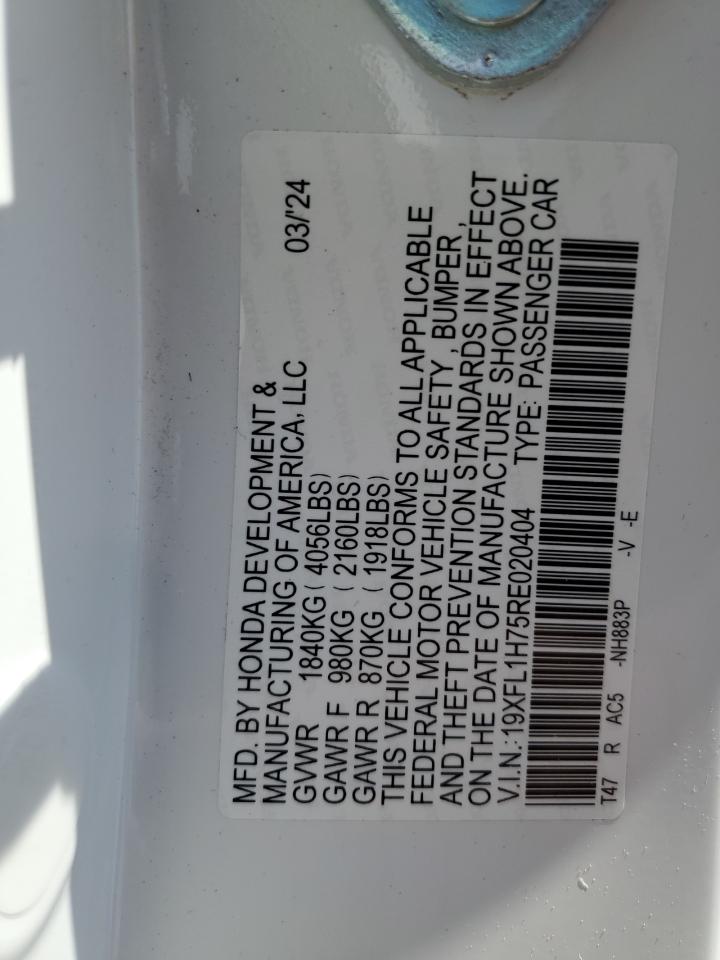 MFD. BY HONDA DEVELOPMENT &
MANUFACTURING OF AMERICA, LLC 03/'24
GVWR 1840KG ( 4056LBS)
GAWR F 980KG ( 2160LBS)
GAWR R 870KG ( 1918LBS)
THIS VEHICLE CONFORMS TO ALL APPLICABLE
FEDERAL MOTOR VEHICLE SAFETY , BUMPER ,
AND THEFT PREVENTION STANDARDS IN EFFECT
ON THE DATE OF MANUFACTURE SHOWN ABOVE.
V.I.N.: 19XFL1H75RE020404 TYPE: PASSENGER CAR
T47 R AC5 -NH883P -V -E